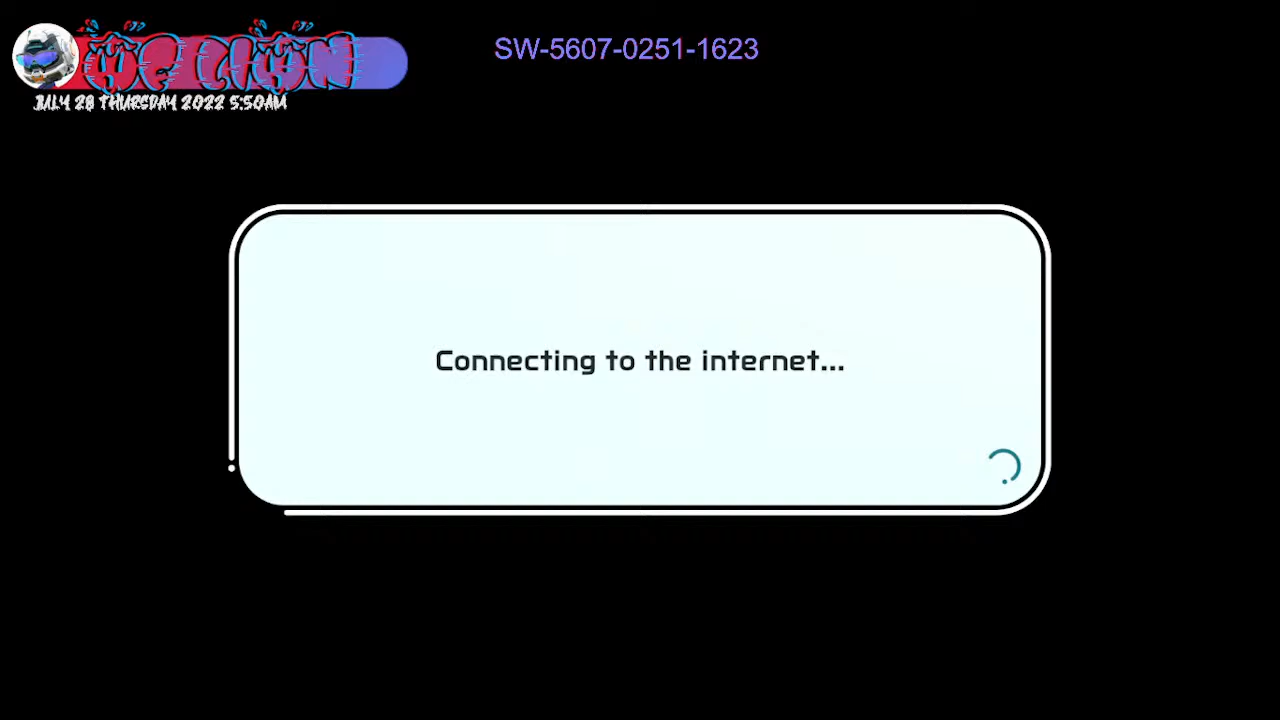 SW-5607-0251-1623
JULY 28 THURSDAY 2022 5:50AM
Connecting to the internet...